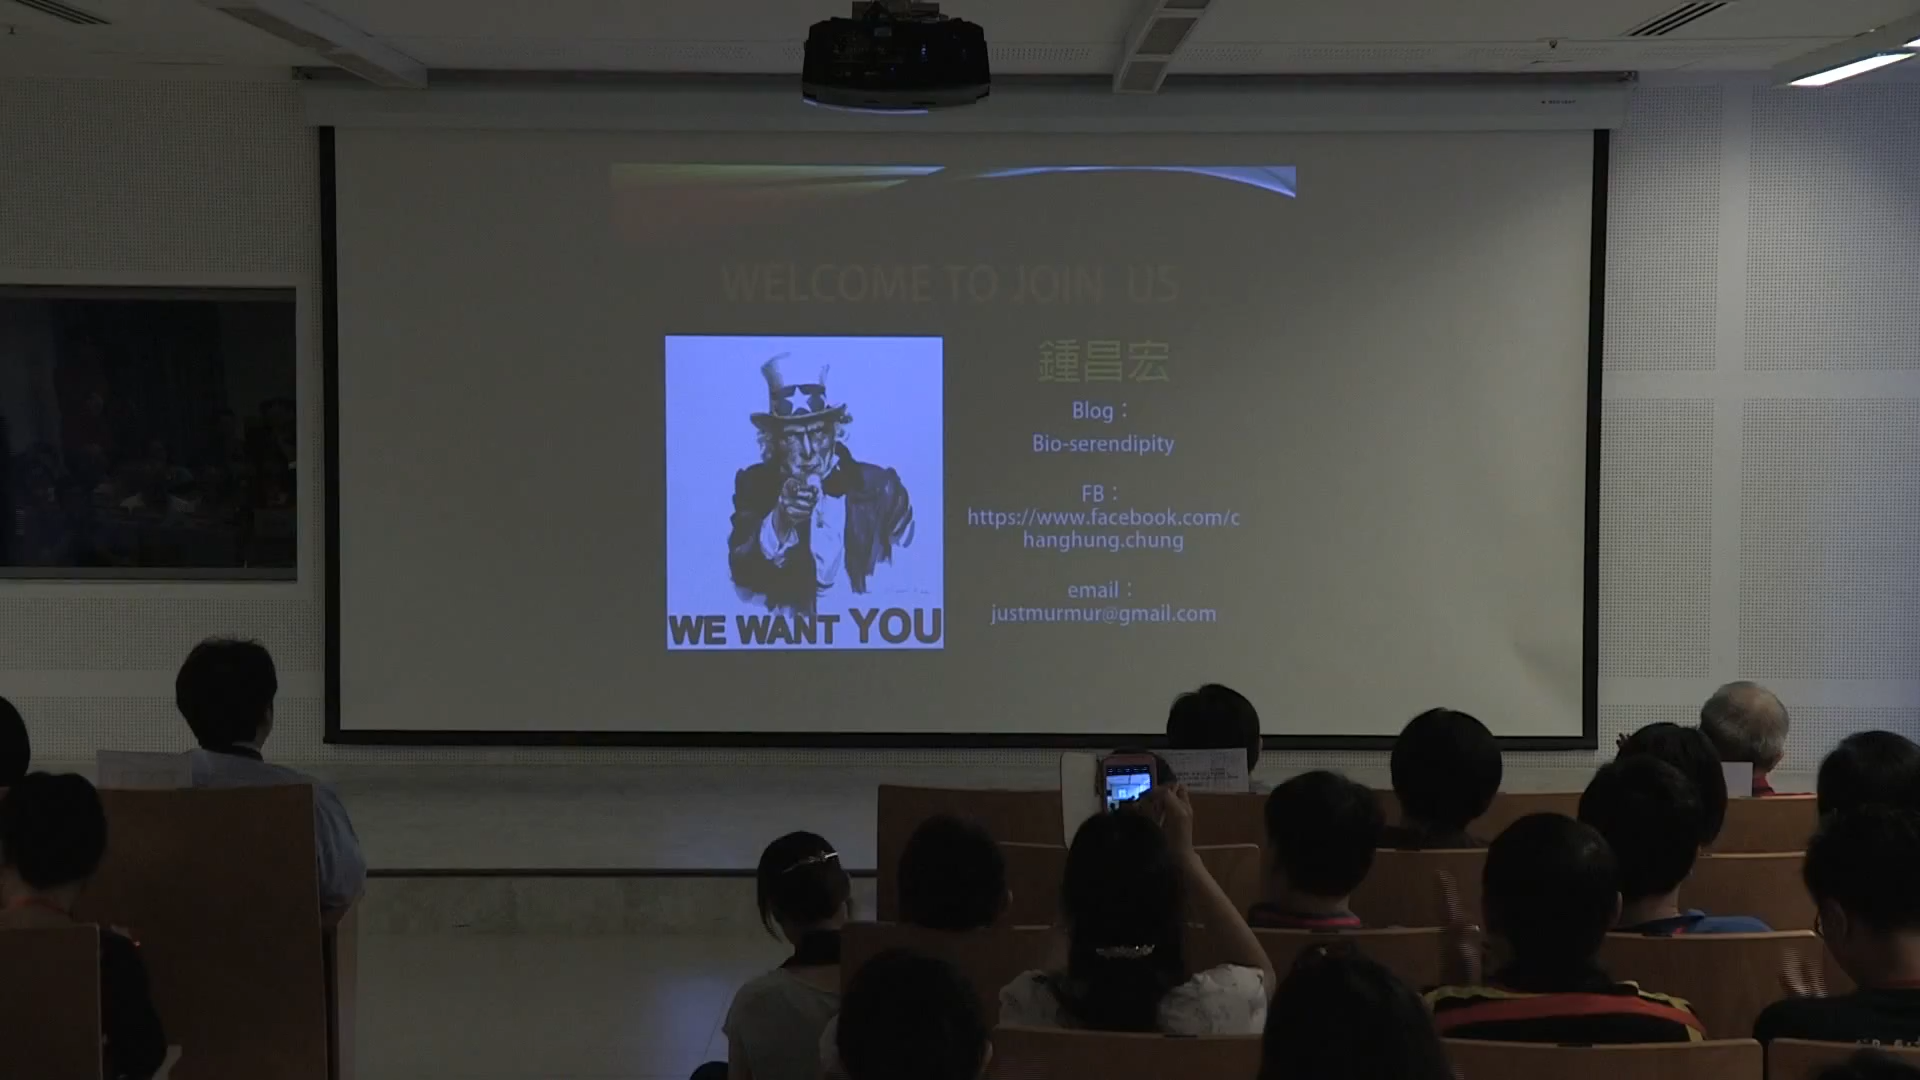 WELCOME TO JOIN US
鍾昌宏
Blog：
Bio-serendipity
FB：
https://www.facebook.com/c
hanghung.chung
email：
justmurmur@gmail.com
WE WANT YOU